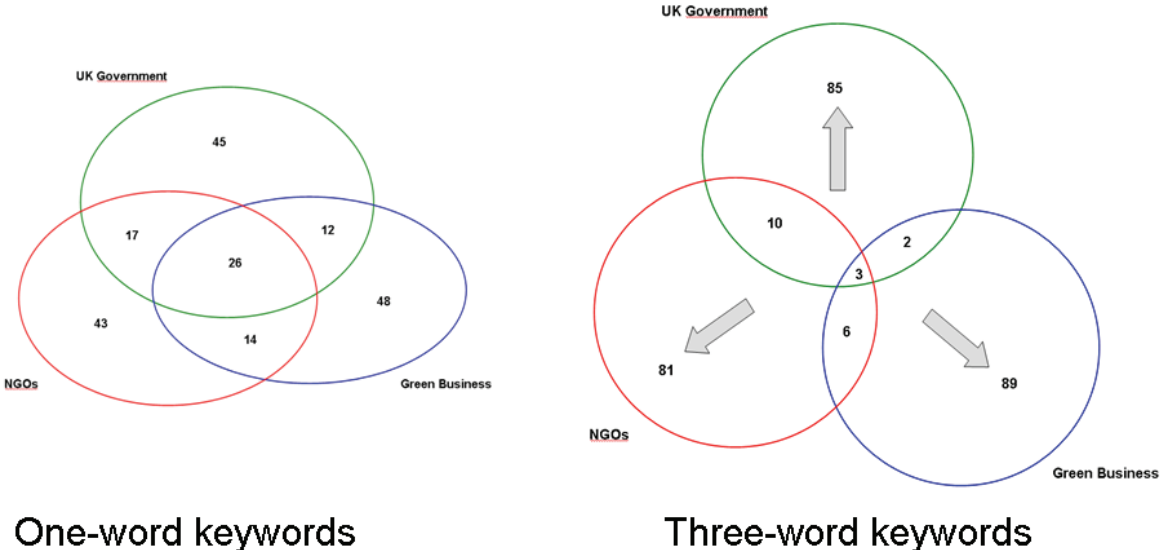 UK Government
45
17
12
26
43
48
14
NGOs
Green Business
One-word keywords
UK Government
85
10
2
3
6
81
89
NGOs
Green Business
Three-word keywords